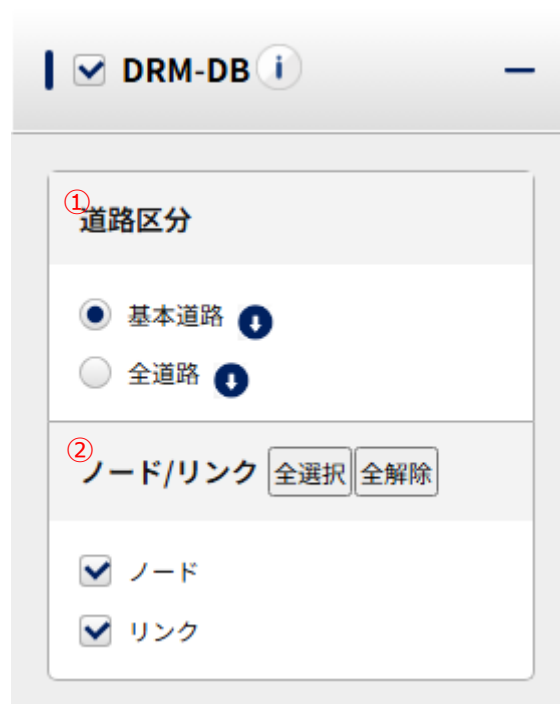 DRM-DB i
①
道路区分
基本道路
全道路
②
ノード/リンク 全選択 全解除
ノード
リンク